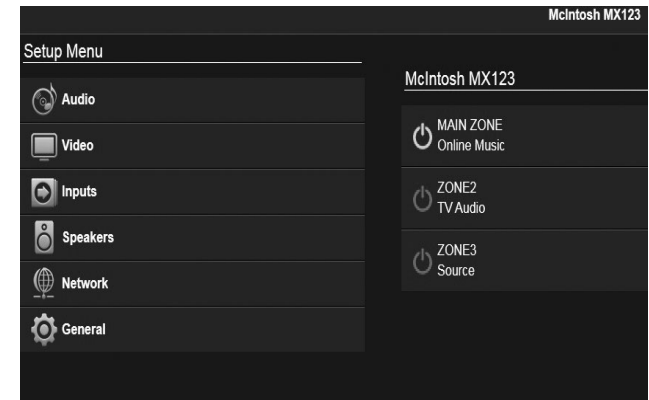 McIntosh MX123
Setup Menu
Audio
Video
Inputs
Speakers
Network
General
McIntosh MX123
MAIN ZONE
Online Music
ZONE2
TV Audio
ZONE3
Source